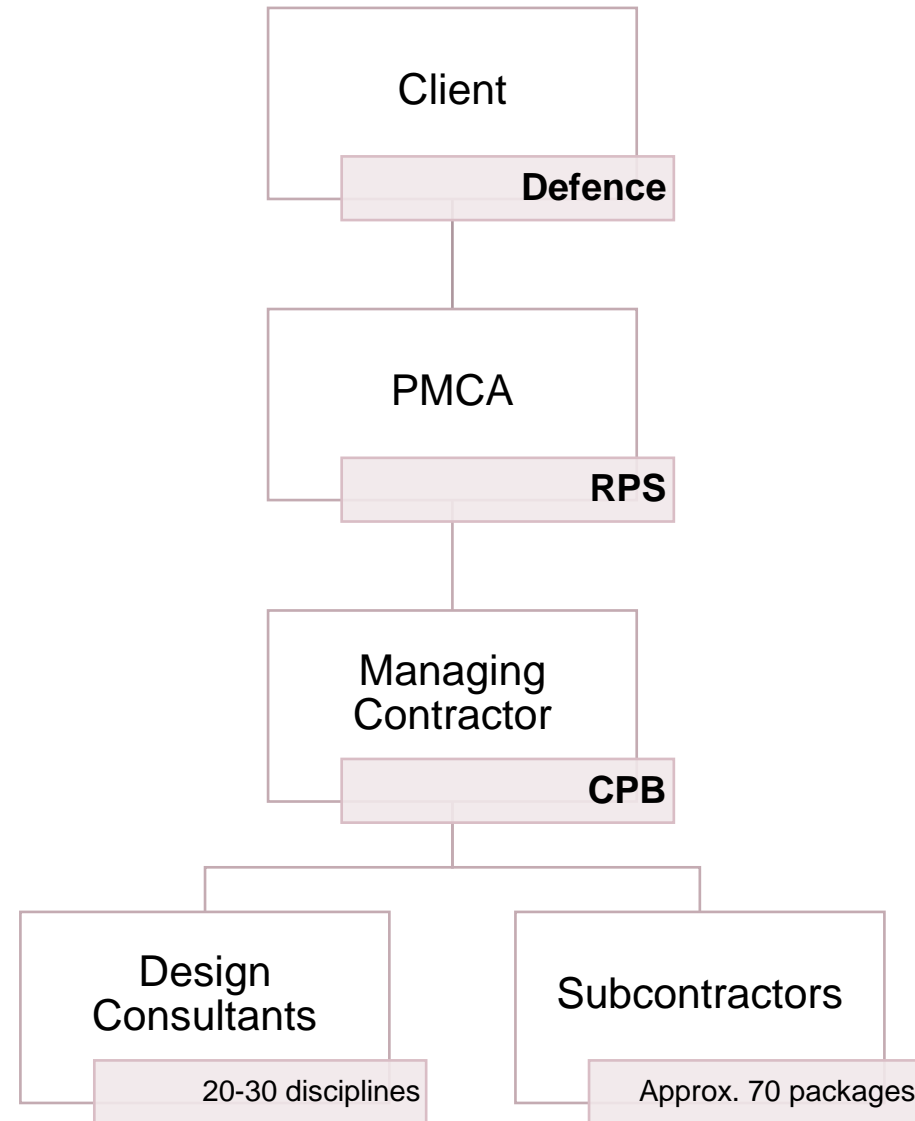 Client
Defence
PMCA
RPS
Managing
Contractor
CPB
Design
Consultants
20-30 disciplines
Subcontractors
Approx. 70 packages